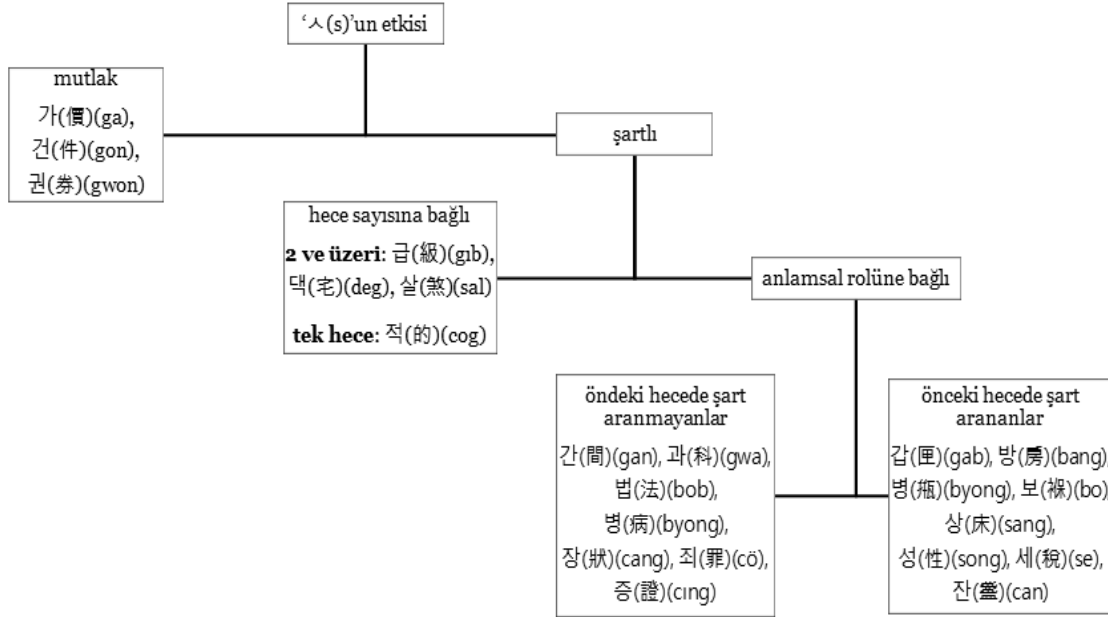 ‘ㅅ(s)’un etkisi
mutlak
가(價)(ga),
건(件)(gon),
권(券)(gwon)
şartlı
hece sayısına bağlı
2 ve üzeri: 급(級)(gıb),
댁(宅)(deg), 살(煞)(sal)
tek hece: 적(的)(cog)
anlamsal rolüne bağlı
öndeki hecede şart
aranmayanlar
간(間)(gan), 과(科)(gwa),
법(法)(bob),
병(病)(byong),
장(狀)(cang), 죄(罪)(cö),
증(證)(cıng)
önceki hecede şart
arananlar
갑(匣)(gab), 방(房)(bang),
병(甁)(byong), 보(褓)(bo),
상(床)(sang),
성(性)(song), 세(稅)(se),
잔(盞)(can)